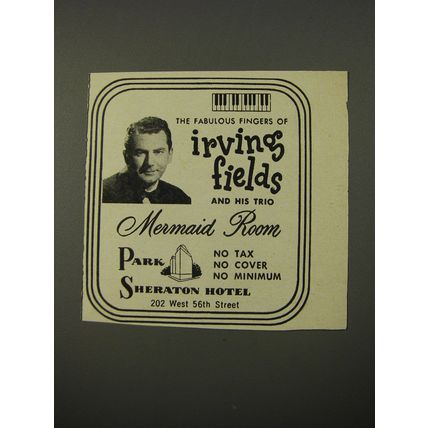 THE FABULOUS FINGERS OF
irving
fields
AND HIS TRIO
Mermaid Room
PARK
SHERATON HOTEL
NO TAX
NO COVER
NO MINIMUM
202 West 56th Street